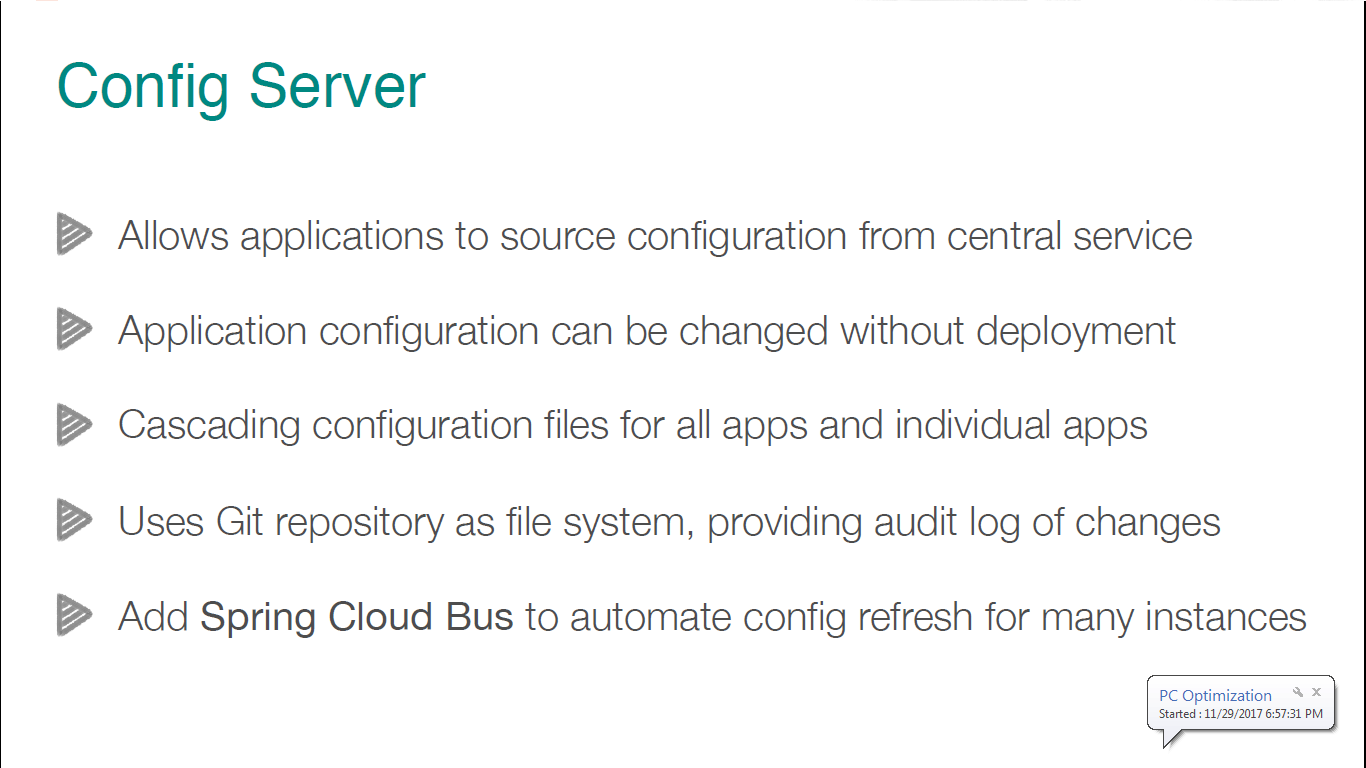 Config Server
Allows applications to source configuration from central service
Application configuration can be changed without deployment
Cascading configuration files for all apps and individual apps
Uses Git repository as file system, providing audit log of changes
Add Spring Cloud Bus to automate config refresh for many instances
PC Optimization
Started : 11/29/2017 6:57:31 PM